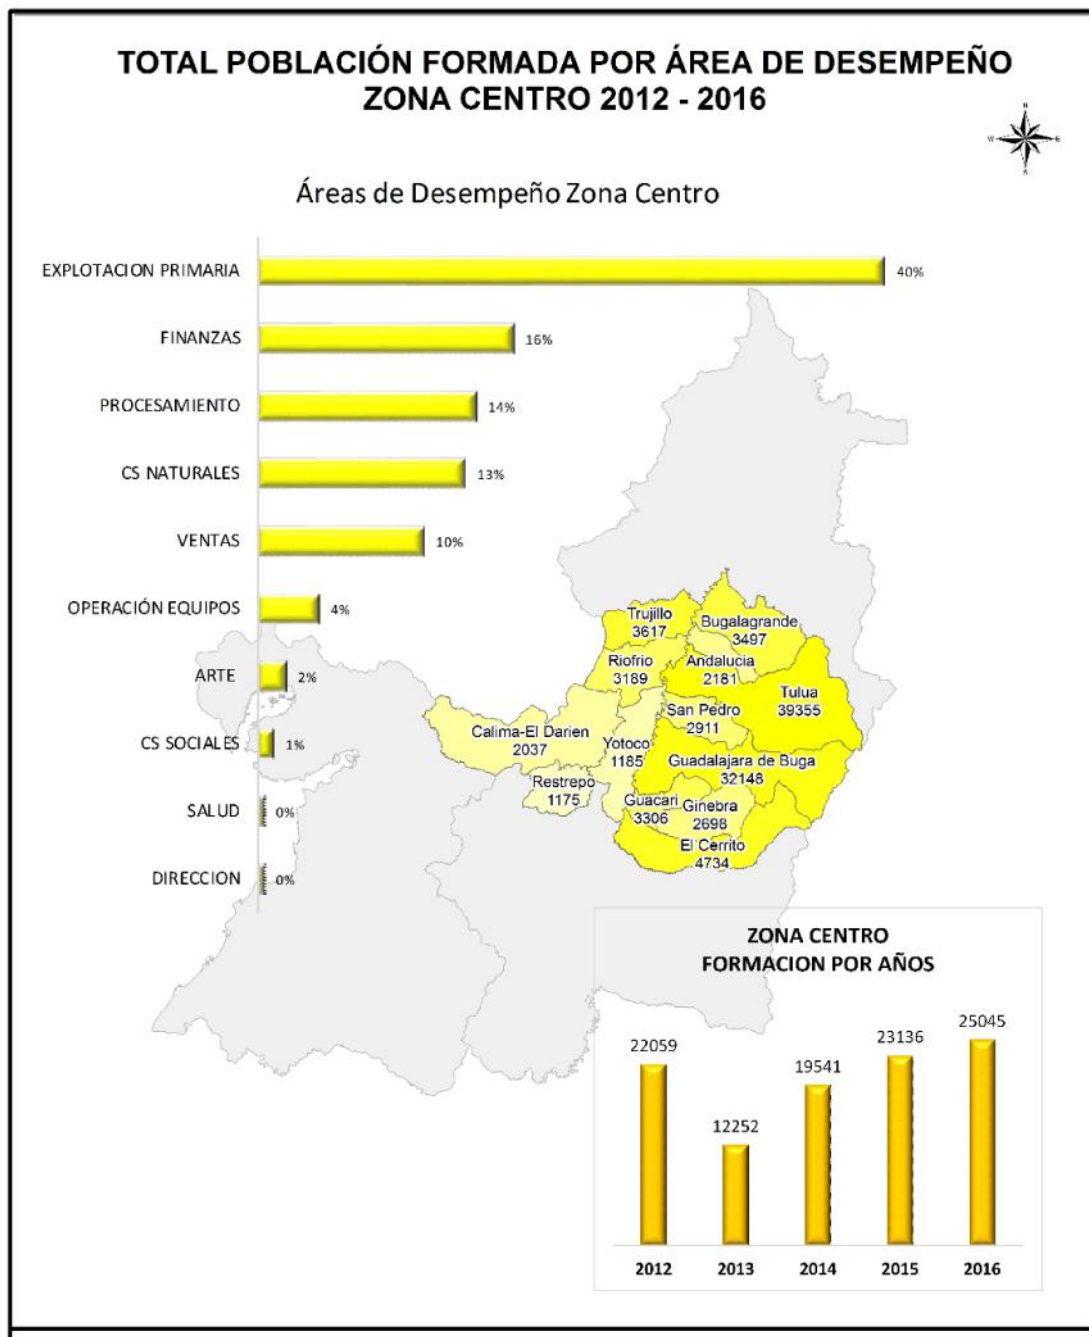 TOTAL POBLACIÓN FORMADA POR ÁREA DE DESEMPEÑO
ZONA CENTRO 2012 - 2016
N
W
E
S
Áreas de Desempeño Zona Centro
EXPLOTACION PRIMARIA 40%
FINANZAS 16%
PROCESAMIENTO 14%
CS NATURALES 13%
VENTAS 10%
OPERACIÓN EQUIPOS 4%
ARTE 2%
CS SOCIALES 1%
SALUD 0%
DIRECCION 0%
Trujillo
3617
Bugalagrande
3497
Riofrio
3189
Andalucia
2181
Tulua
39355
San Pedro
2911
Calima-El Darien
2037
Yotoco
1185
Guadalajara de Buga
32148
Restrepo
1175
Guacari
3306
Ginebra
2698
El Cerrito
4734
ZONA CENTRO
FORMACION POR AÑOS
22059
12252
19541
23136
25045
2012 2013 2014 2015 2016